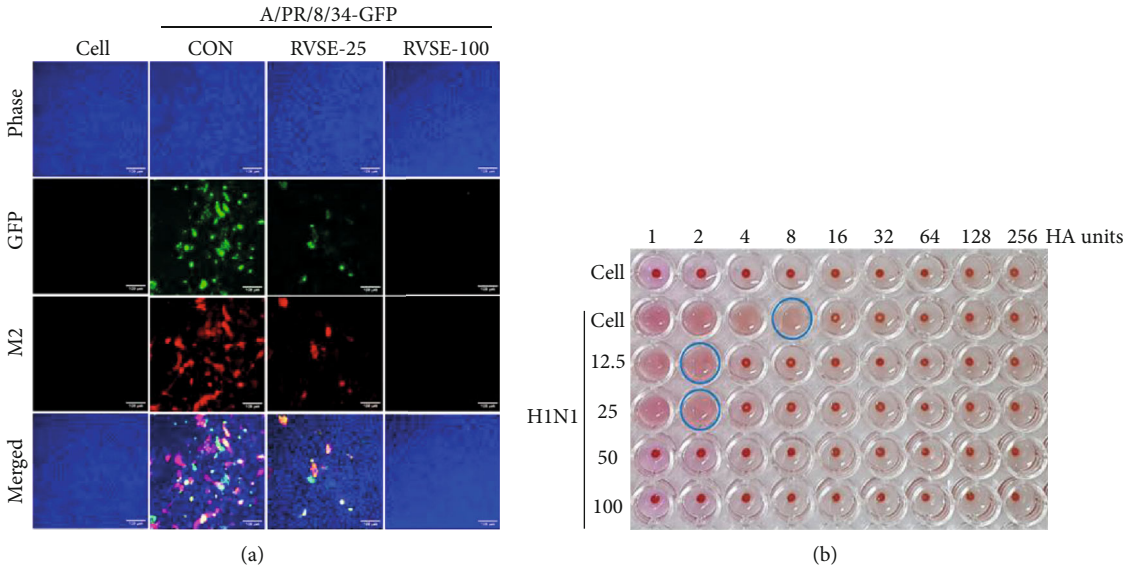 A/PR/8/34-GFP
Cell CON RVSE-25 RVSE-100
Phase
GFP
M2
Merged
(a)
1 2 4 8 16 32 64 128 256 HA units
Cell
Cell
12.5
25
50
100
H1N1
(b)